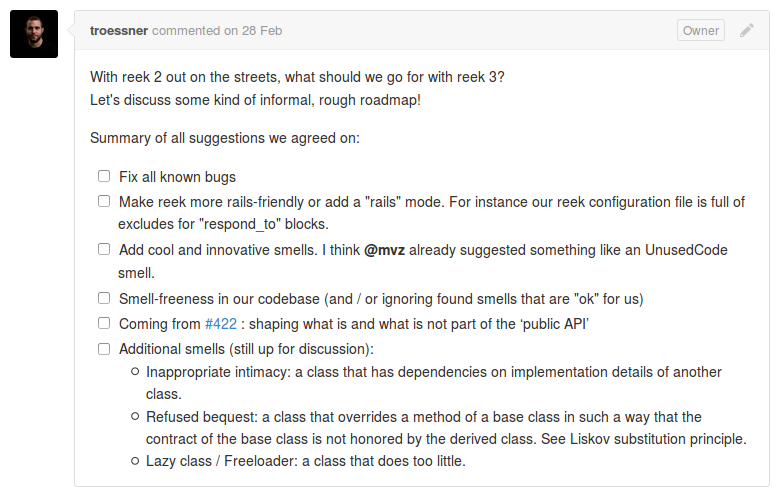 troessner commented on 28 Feb
Owner
With reek 2 out on the streets, what should we go for with reek 3?
Let's discuss some kind of informal, rough roadmap!
Summary of all suggestions we agreed on:
Fix all known bugs
Make reek more rails-friendly or add a "rails" mode. For instance our reek configuration file is full of
excludes for "respond_to" blocks.
Add cool and innovative smells. I think @mvz already suggested something like an UnusedCode
smell.
Smell-freeness in our codebase (and / or ignoring found smells that are "ok" for us)
Coming from #422 : shaping what is and what is not part of the ‘public API’
Additional smells (still up for discussion):
Inappropriate intimacy: a class that has dependencies on implementation details of another
class.
Refused bequest: a class that overrides a method of a base class in such a way that the
contract of the base class is not honored by the derived class. See Liskov substitution principle.
Lazy class / Freeloader: a class that does too little.